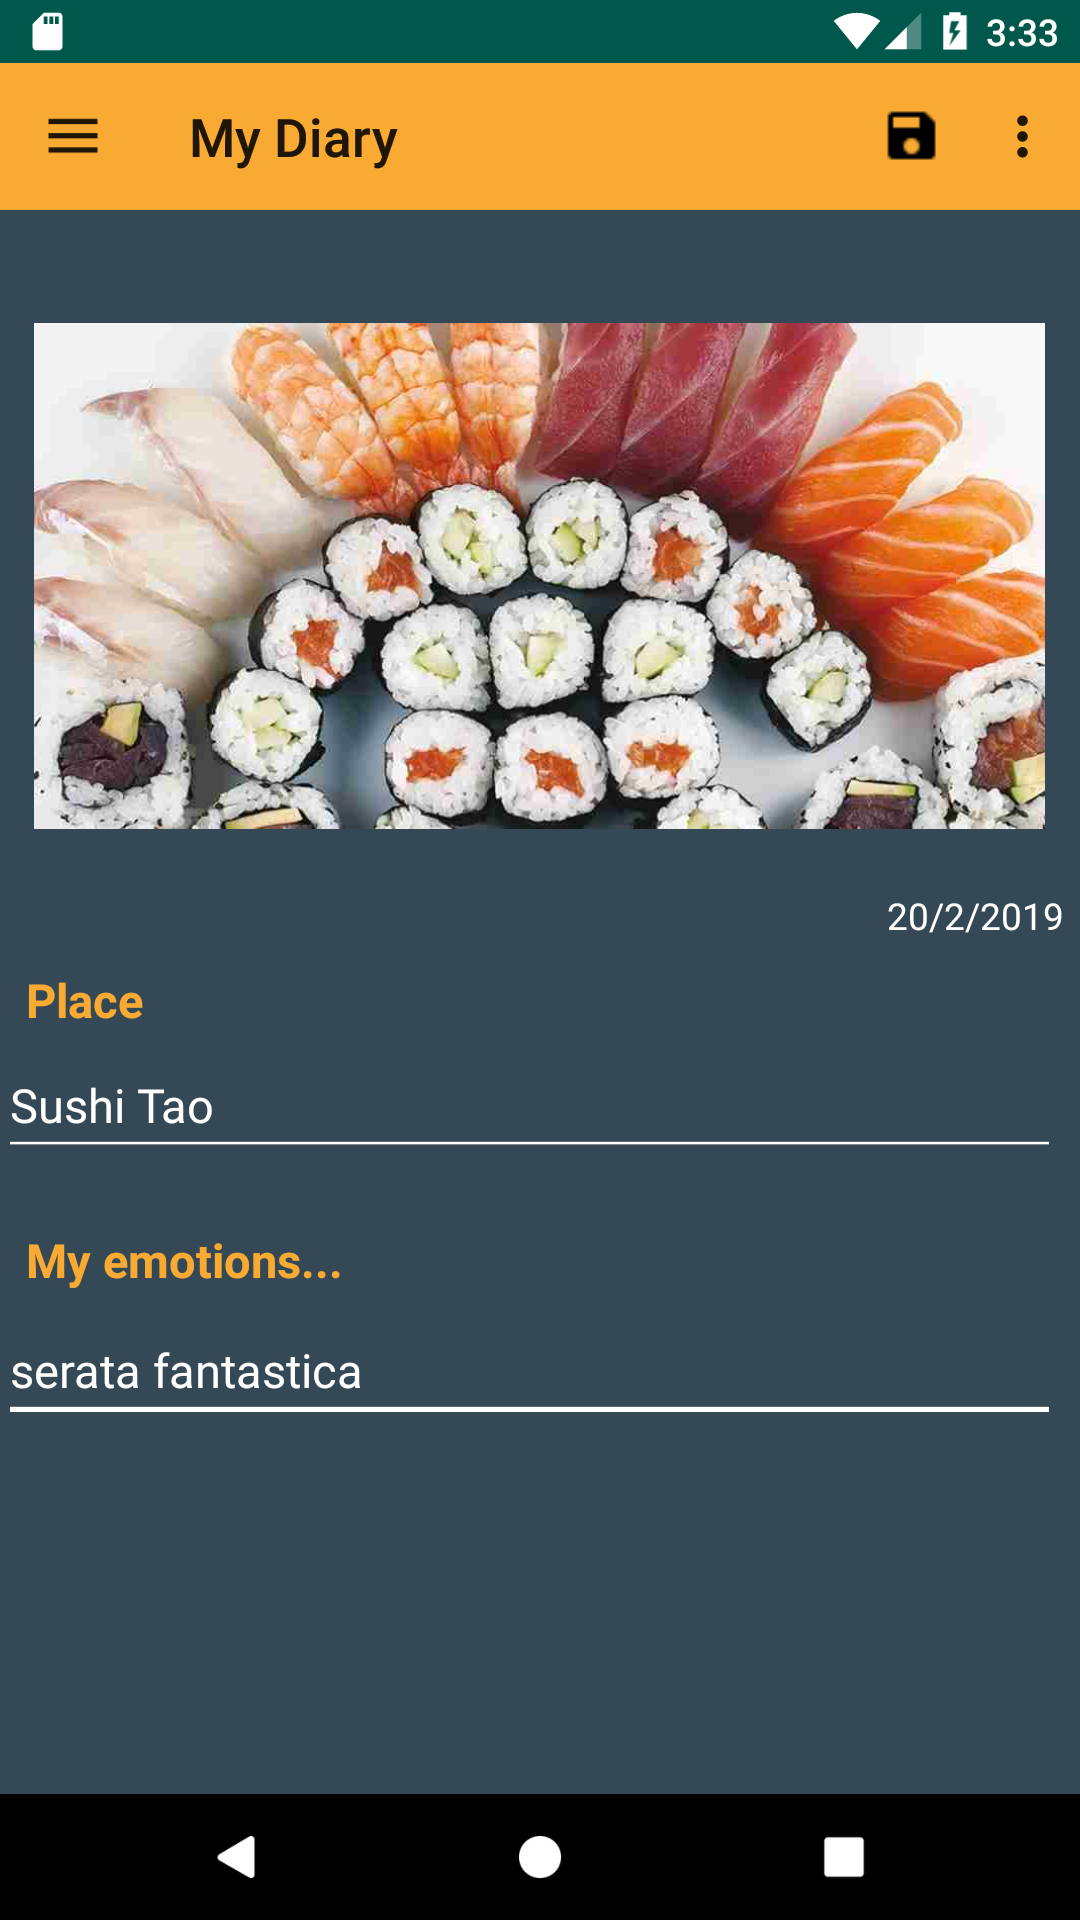 3:33
My Diary
20/2/2019
Place
Sushi Tao
My emotions...
serata fantastica